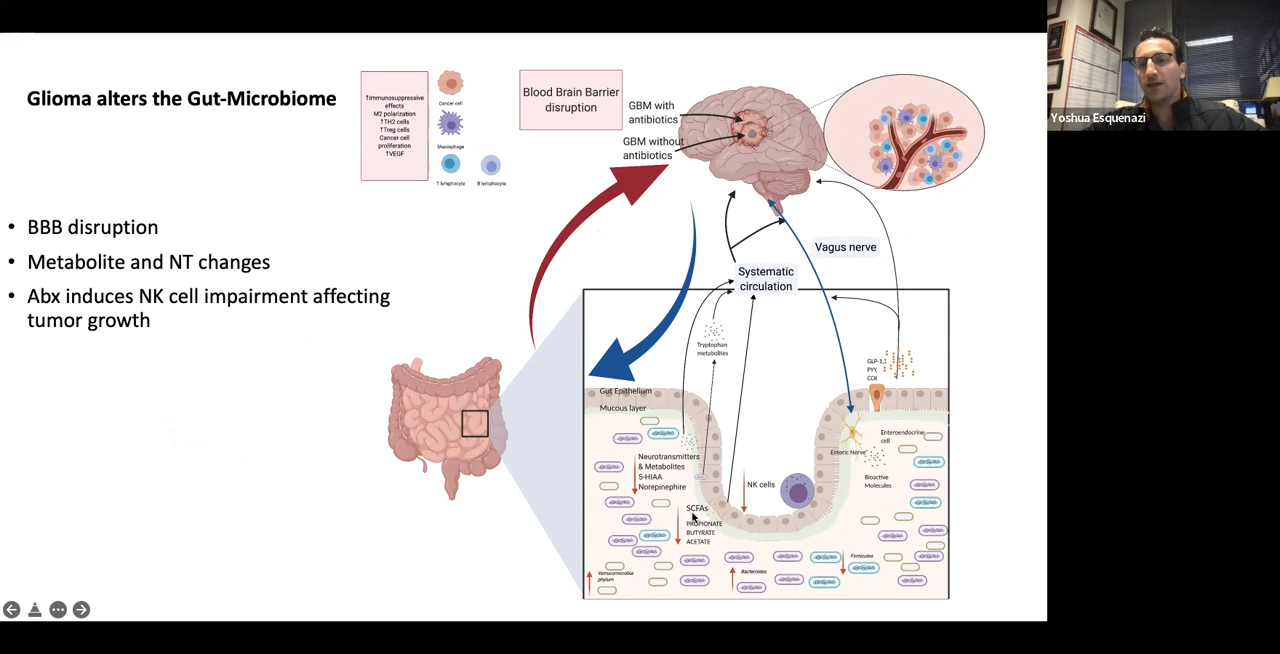 Glioma alters the Gut-Microbiome
• BBB disruption
• Metabolite and NT changes
• Abx induces NK cell impairment affecting
tumor growth
↑immunosuppressive
effects
M2 polarization
↑TH2 cells
↑Treg cells
Cancer cell
proliferation
↑VEGF
Cancer cell
Macrophage
T lymphocyte
B lymphocyte
Blood Brain Barrier
disruption
GBM with
antibiotics
GBM without
antibiotics
Vagus nerve
Systematic
circulation
Tryptophan
metabolites
GLP-1,
PYY,
CCK
Gut Epithelium
Mucous layer
Neurotransmitters
& Metabolites
5-HIAA
Norepinephire
SCFAs
PROPIONATE
BUTYRATE
ACETATE
NK cells
Enteric Nerve
Enteroendocrine
cell
Bioactive
Molecules
Verrucomicrobia
phylum
Bacteroides
Firmicutes
Yoshua Esquenazi